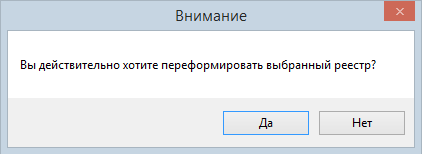 Внимание
Вы действительно хотите переформировать выбранный реестр?
Да Нет